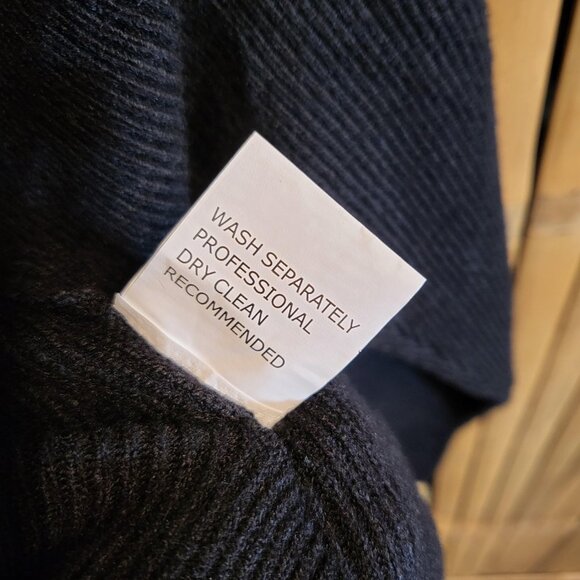 WASH SEPARATELY
PROFESSIONAL
DRY CLEAN
RECOMMENDED